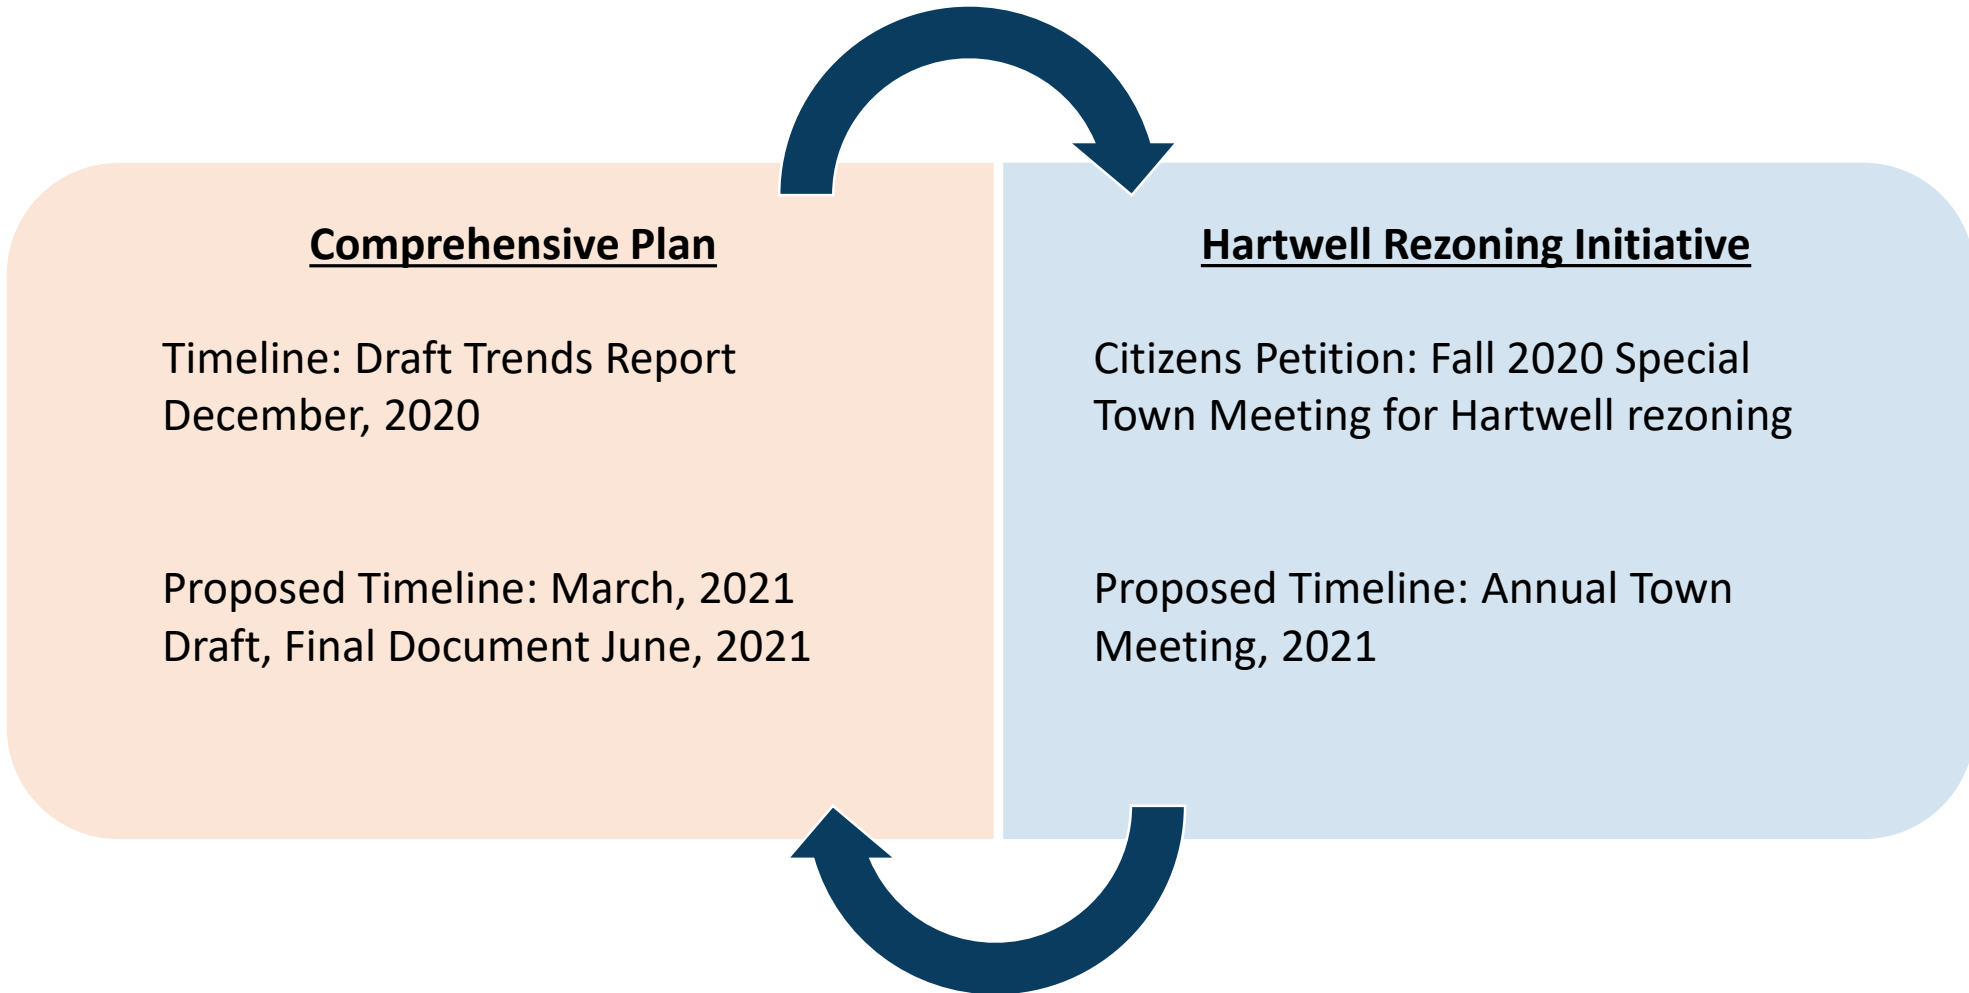 Comprehensive Plan
Timeline: Draft Trends Report
December, 2020
Proposed Timeline: March, 2021
Draft, Final Document June, 2021
Hartwell Rezoning Initiative
Citizens Petition: Fall 2020 Special
Town Meeting for Hartwell rezoning
Proposed Timeline: Annual Town
Meeting, 2021